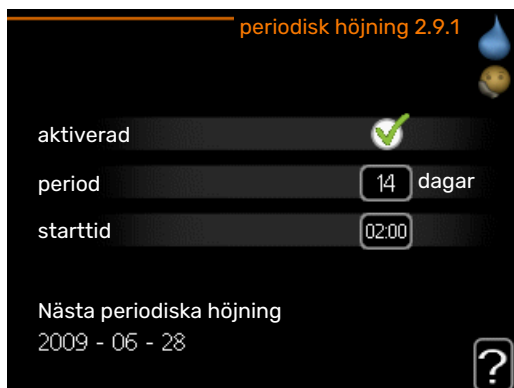 periodisk höjning 2.9.1
aktiverad
period 14 dagar
starttid 02:00
Nästa periodiska höjning
2009 - 06 - 28
?